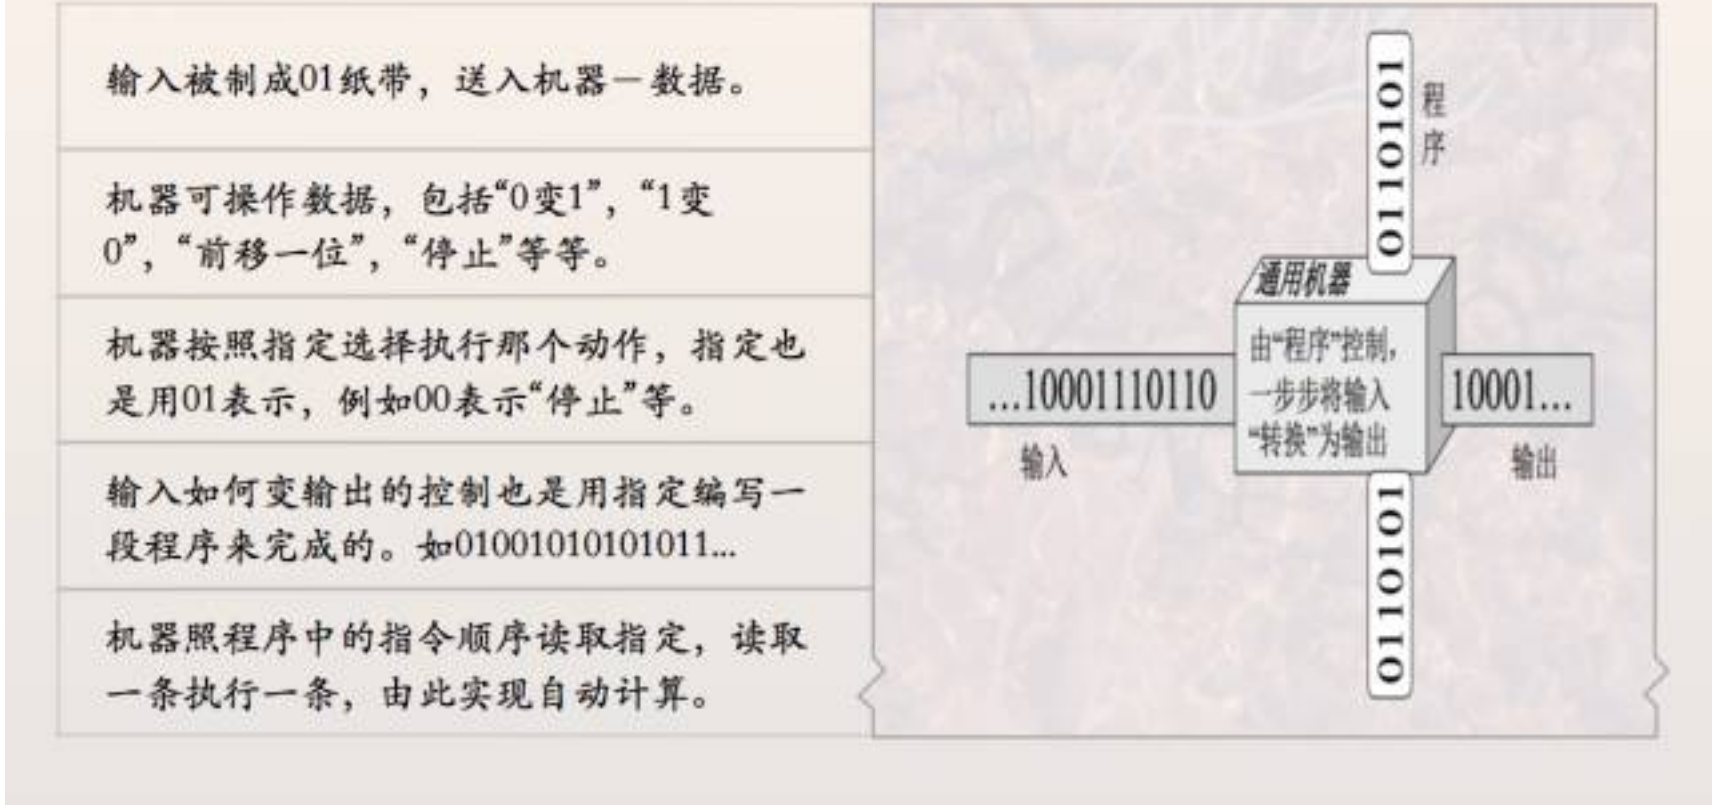 输入被制成01纸带，送入机器－数据。
机器可操作数据，包括“0变1”，“1变
0”，“前移一位”，“停止”等等。
机器按照指定选择执行那个动作，指定也
是用01表示，例如00表示“停止”等。
输入如何变输出的控制也是用指定编写一
段程序来完成的。如01001010101011...
机器照程序中的指令顺序读取指定，读取
一条执行一条，由此实现自动计算。
0110101
程
序
通用机器
由“程序”控制，
一步步将输入
“转换”为输出
...10001110110
输入
10001...
输出
0110101